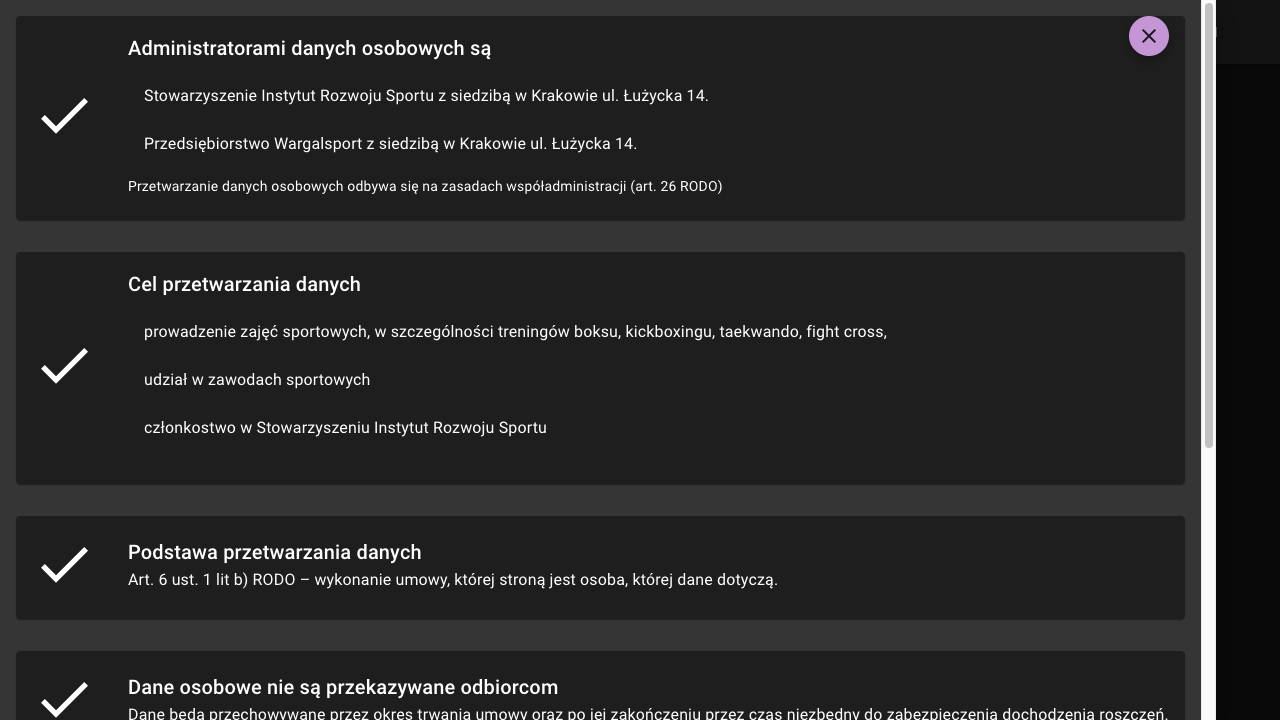 Administratorami danych osobowych są
Stowarzyszenie Instytut Rozwoju Sportu z siedzibą w Krakowie ul. Łużycka 14.
Przedsiębiorstwo Wargalsport z siedzibą w Krakowie ul. Łużycka 14.
Przetwarzanie danych osobowych odbywa się na zasadach współadministracji (art. 26 RODO)
Cel przetwarzania danych
prowadzenie zajęć sportowych, w szczególności treningów boksu, kickboxingu, taekwando, fight cross,
udział w zawodach sportowych
członkostwo w Stowarzyszeniu Instytut Rozwoju Sportu
Podstawa przetwarzania danych
Art. 6 ust. 1 lit b) RODO – wykonanie umowy, której stroną jest osoba, której dane dotyczą.
Dane osobowe nie są przekazywane odbiorcom
Dane będą przechowywane przez okres trwania umowy oraz po jej zakończeniu przez czas niezbędny do zabezpieczenia dochodzenia roszczeń.